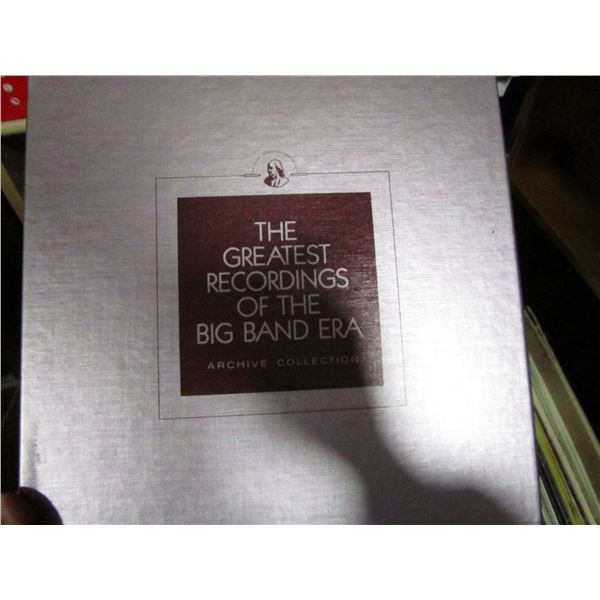 THE
GREATEST
RECORDINGS
OF THE
BIG BAND ERA
ARCHIVE COLLECTION